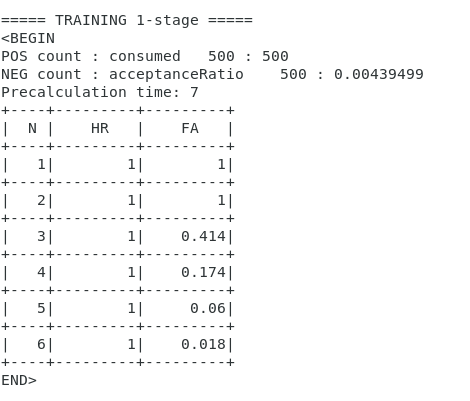 ===== TRAINING 1-stage =====
<BEGIN
POS count : consumed   500 : 500
NEG count : acceptanceRatio    500 : 0.00439499
Precalculation time: 7
+----+---------+---------+
|  N |    HR   |    FA   |
+----+---------+---------+
|   1|        1|        1|
+----+---------+---------+
|   2|        1|        1|
+----+---------+---------+
|   3|        1|    0.414|
+----+---------+---------+
|   4|        1|    0.174|
+----+---------+---------+
|   5|        1|     0.06|
+----+---------+---------+
|   6|        1|    0.018|
+----+---------+---------+
END>